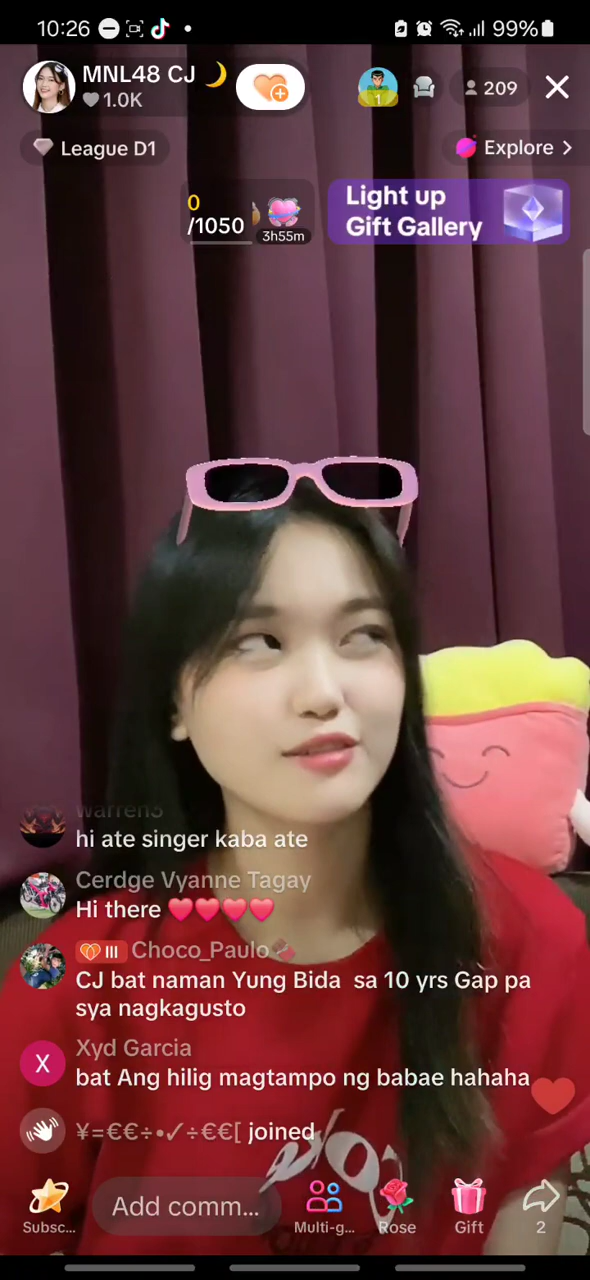 10:26
99%
MNL48 CJ 🌙
1.0K
209
League D1
Explore >
0
/1050
3h55m
Light up
Gift Gallery
1
warren5
hi ate singer kaba ate
Cerdge Vyanne Tagay
Hi there ❤️❤️❤️❤️
III Choco_Paulo🍫
CJ bat naman Yung Bida sa 10 yrs Gap pa
sya nagkagusto
X
Xyd Garcia
bat Ang hilig magtampo ng babae hahaha
¥=€€÷•✓÷€€[ joined
Add comm...
Subsc...
Multi-g...
Rose
Gift
2